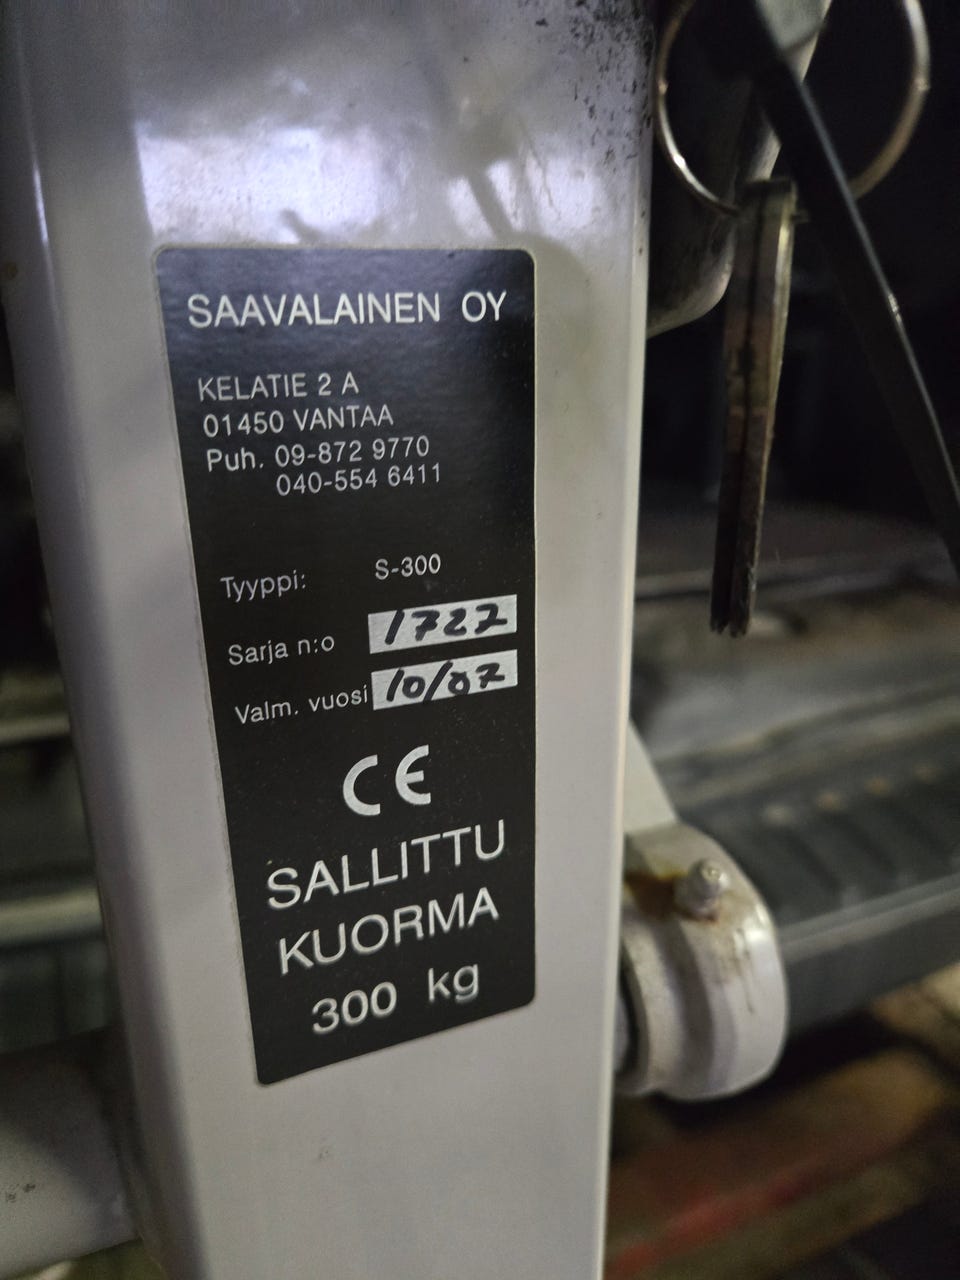 SAAVALAINEN OY
KELATIE 2 A
01450 VANTAA
Puh. 09-872 9770
040-554 6411
Tyyppi: S-300
Sarja n:o 1727
Valm. vuosi 10/07
CE
SALLITTU
KUORMA
300 kg